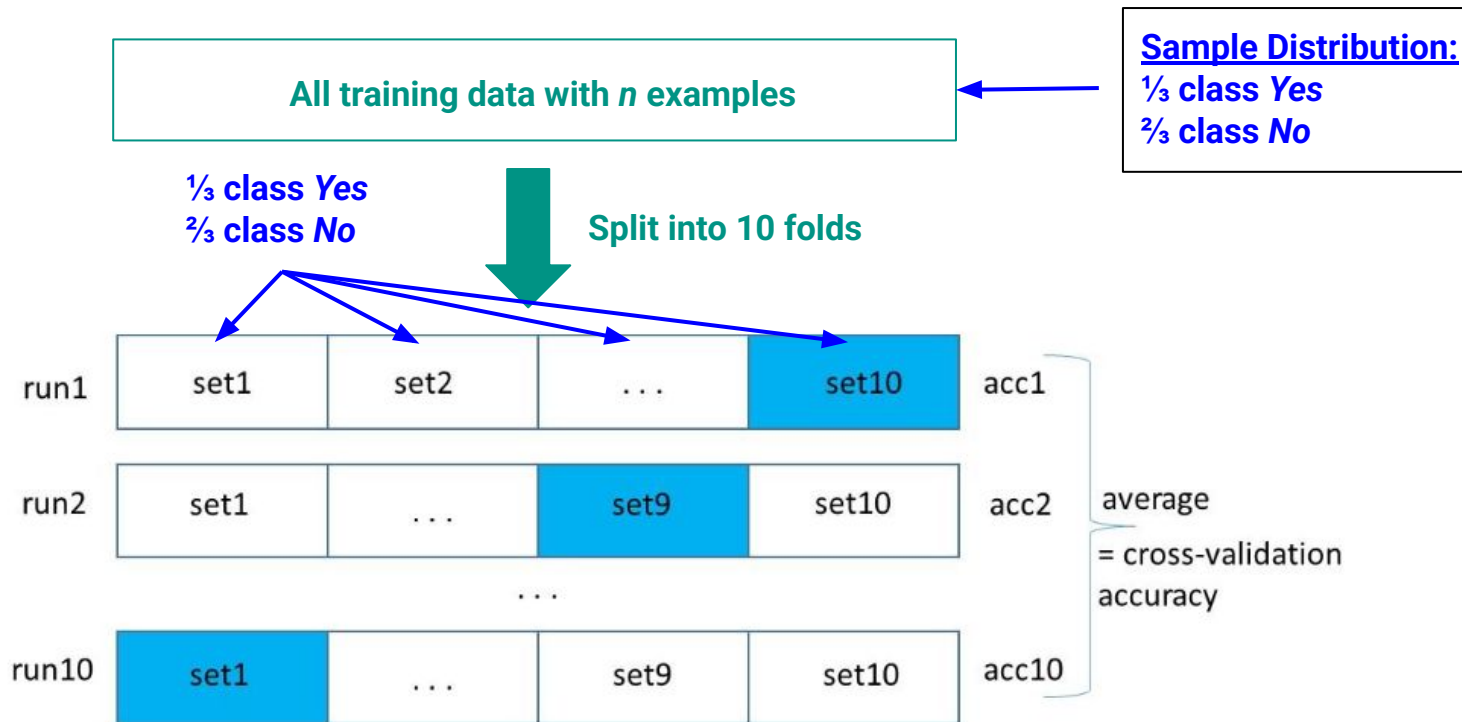 All training data with n examples
Sample Distribution:
⅓ class Yes
⅔ class No
⅓ class Yes
⅔ class No
Split into 10 folds
run1 set1 set2 . . . set10 acc1
run2 set1 . . . set9 set10 acc2
average
= cross-validation
accuracy
. . .
run10 set1 . . . set9 set10 acc10